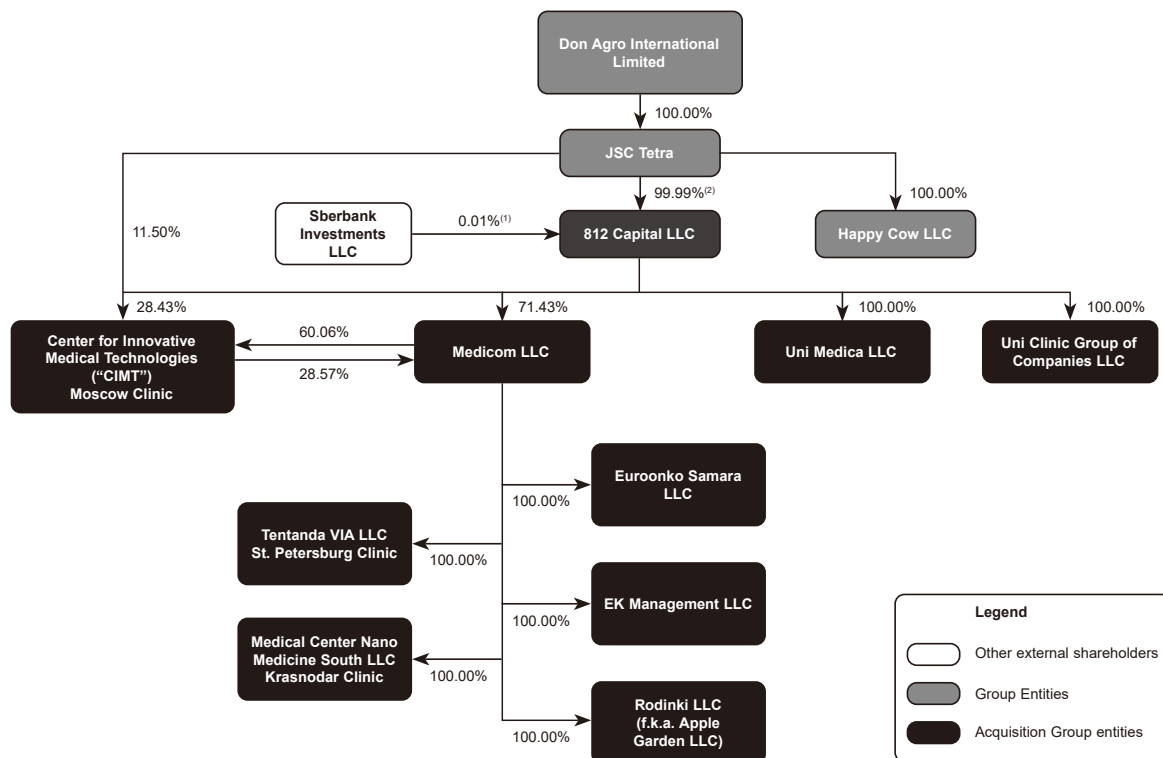 Don Agro International
Limited
100.00%
JSC Tetra
11.50%
99.99%(2)
100.00%
Sberbank
Investments
LLC
0.01%(1)
812 Capital LLC
Happy Cow LLC
28.43%
71.43%
100.00%
100.00%
Center for Innovative
Medical Technologies
(“CIMT”)
Moscow Clinic
60.06%
28.57%
Medicom LLC
Uni Medica LLC
Uni Clinic Group of
Companies LLC
Euroonko Samara
LLC
100.00%
Tentanda VIA LLC
St. Petersburg Clinic
100.00%
EK Management LLC
100.00%
Medical Center Nano
Medicine South LLC
Krasnodar Clinic
100.00%
Rodinki LLC
(f.k.a. Apple
Garden LLC)
100.00%
Legend
Other external shareholders
Group Entities
Acquisition Group entities